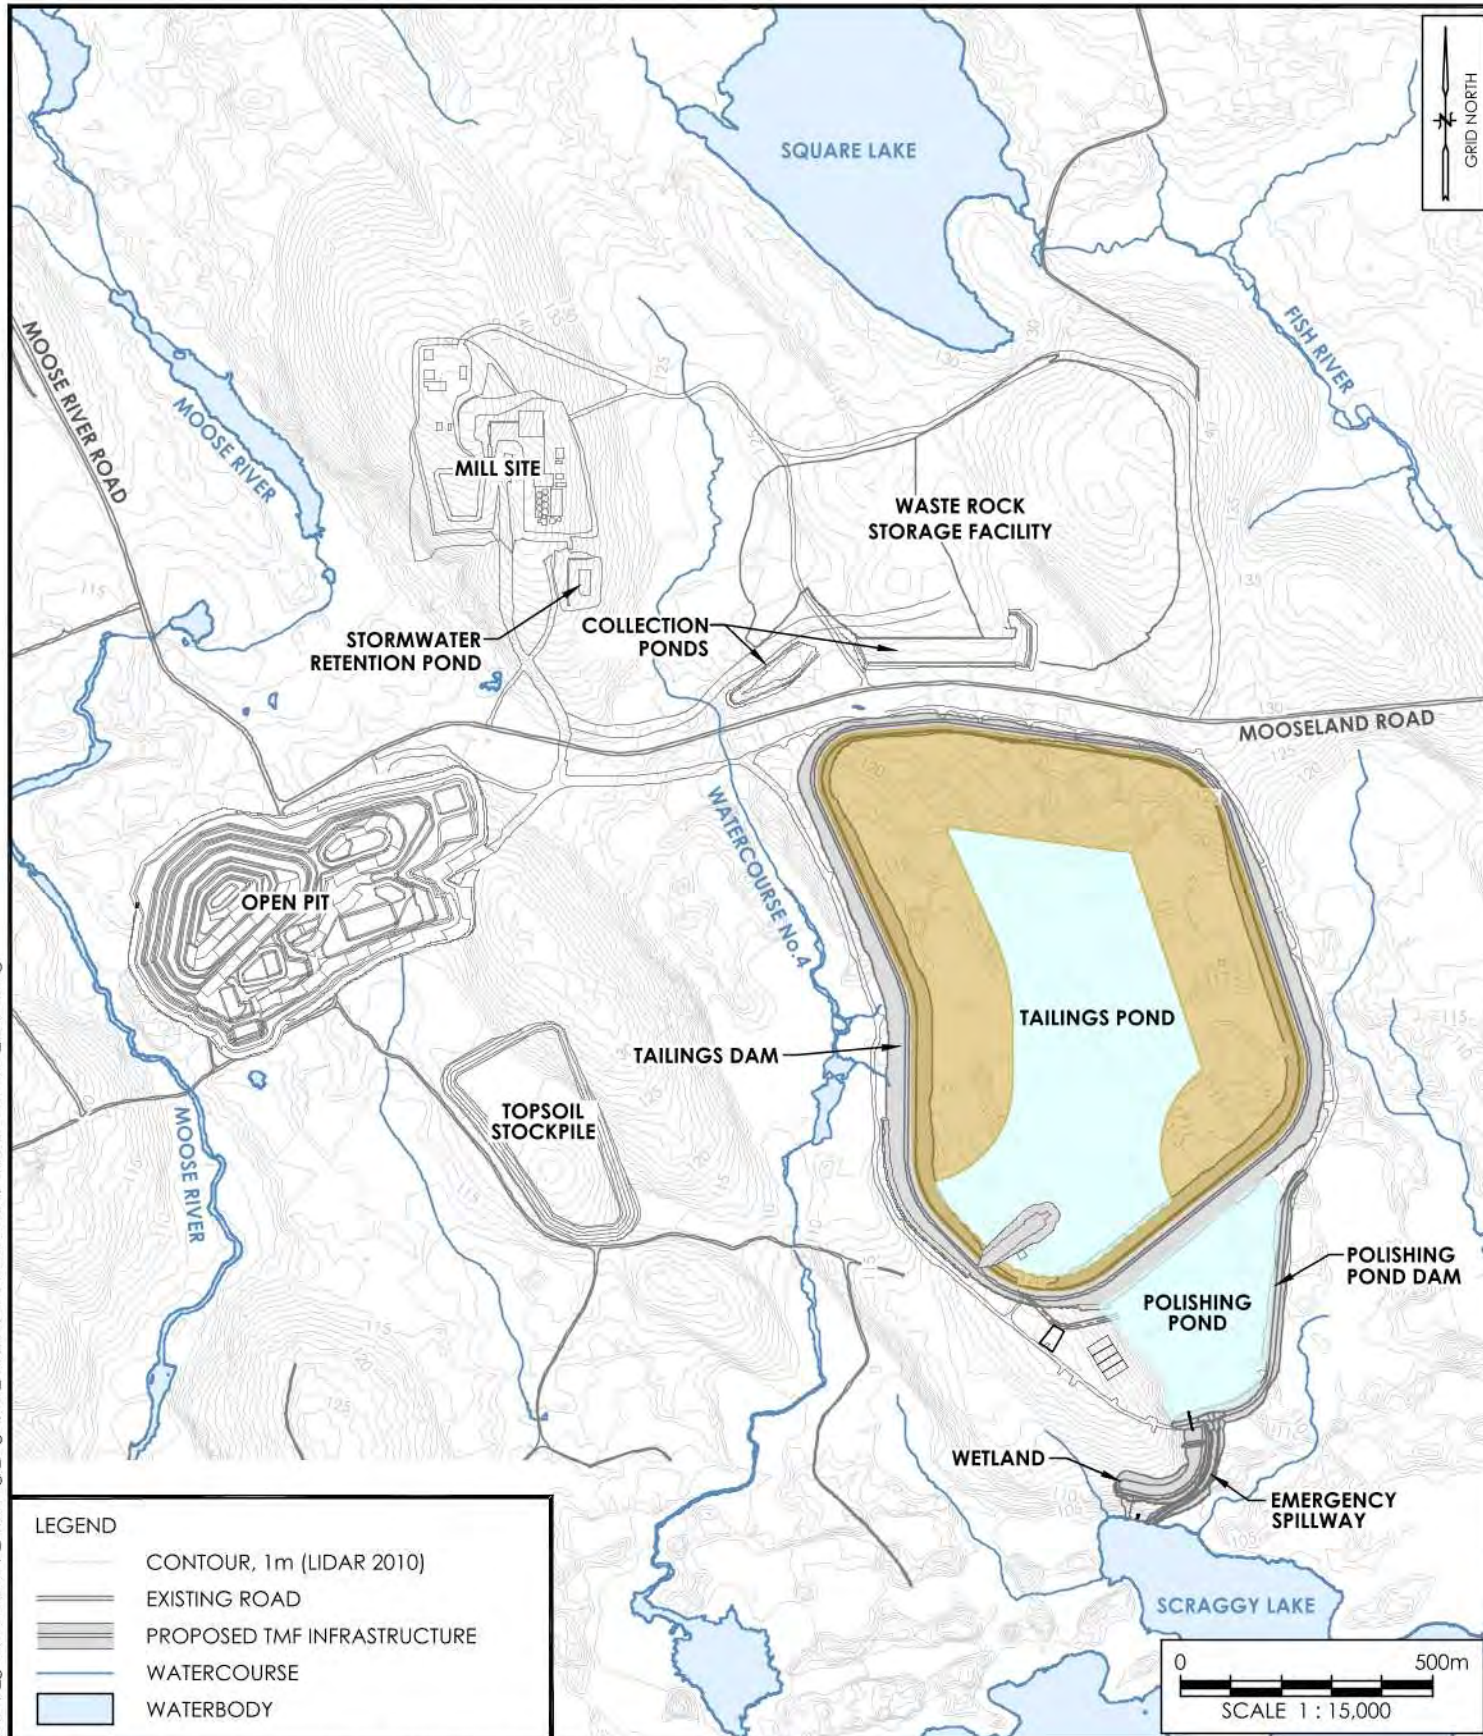 GRID NORTH
N
SQUARE LAKE
FISH RIVER
MOOSE RIVER ROAD
MOOSE RIVER
MILL SITE
WASTE ROCK
STORAGE FACILITY
STORMWATER
RETENTION POND
COLLECTION
PONDS
MOOSELAND ROAD
WATERCOURSE No.4
OPEN PIT
TAILINGS POND
TAILINGS DAM
TOPSOIL
STOCKPILE
MOOSE RIVER
POLISHING
POND DAM
POLISHING
POND
WETLAND
EMERGENCY
SPILLWAY
SCRAGGY LAKE
LEGEND
CONTOUR, 1m (LIDAR 2010)
EXISTING ROAD
PROPOSED TMF INFRASTRUCTURE
WATERCOURSE
WATERBODY
0 500m
SCALE 1 : 15,000